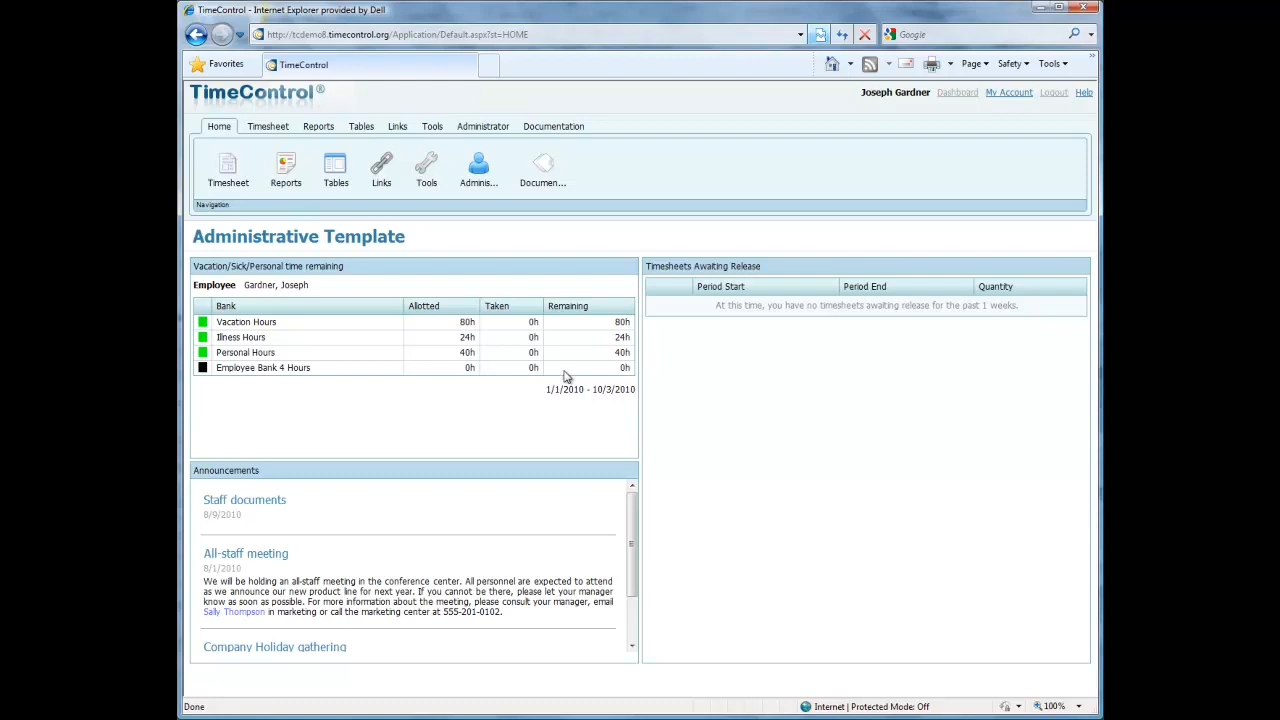 TimeControl - Internet Explorer provided by Dell
http://tcdemo8.timecontrol.org/Application/Default.aspx?st=HOME
Google
Favorites
TimeControl
Page
Safety
Tools
TimeControl®
Joseph Gardner Dashboard My Account Logout Help
Home Timesheet Reports Tables Links Tools Administrator Documentation
Timesheet Reports Tables Links Tools Adminis... Documen...
Navigation
Administrative Template
Vacation/Sick/Personal time remaining
Employee Gardner, Joseph
Bank Allotted Taken Remaining
Vacation Hours 80h 0h 80h
Illness Hours 24h 0h 24h
Personal Hours 40h 0h 40h
Employee Bank 4 Hours 0h 0h 0h
1/1/2010 - 10/3/2010
Timesheets Awaiting Release
Period Start Period End Quantity
At this time, you have no timesheets awaiting release for the past 1 weeks.
Announcements
Staff documents
8/9/2010
All-staff meeting
8/1/2010
We will be holding an all-staff meeting in the conference center. All personnel are expected to attend
as we announce our new product line for next year. If you cannot be there, please let your manager
know as soon as possible. For more information about the meeting, please consult your manager, email
Sally Thompson in marketing or call the marketing center at 555-201-0102.
Company Holiday gathering
Done
Internet | Protected Mode: Off
100%